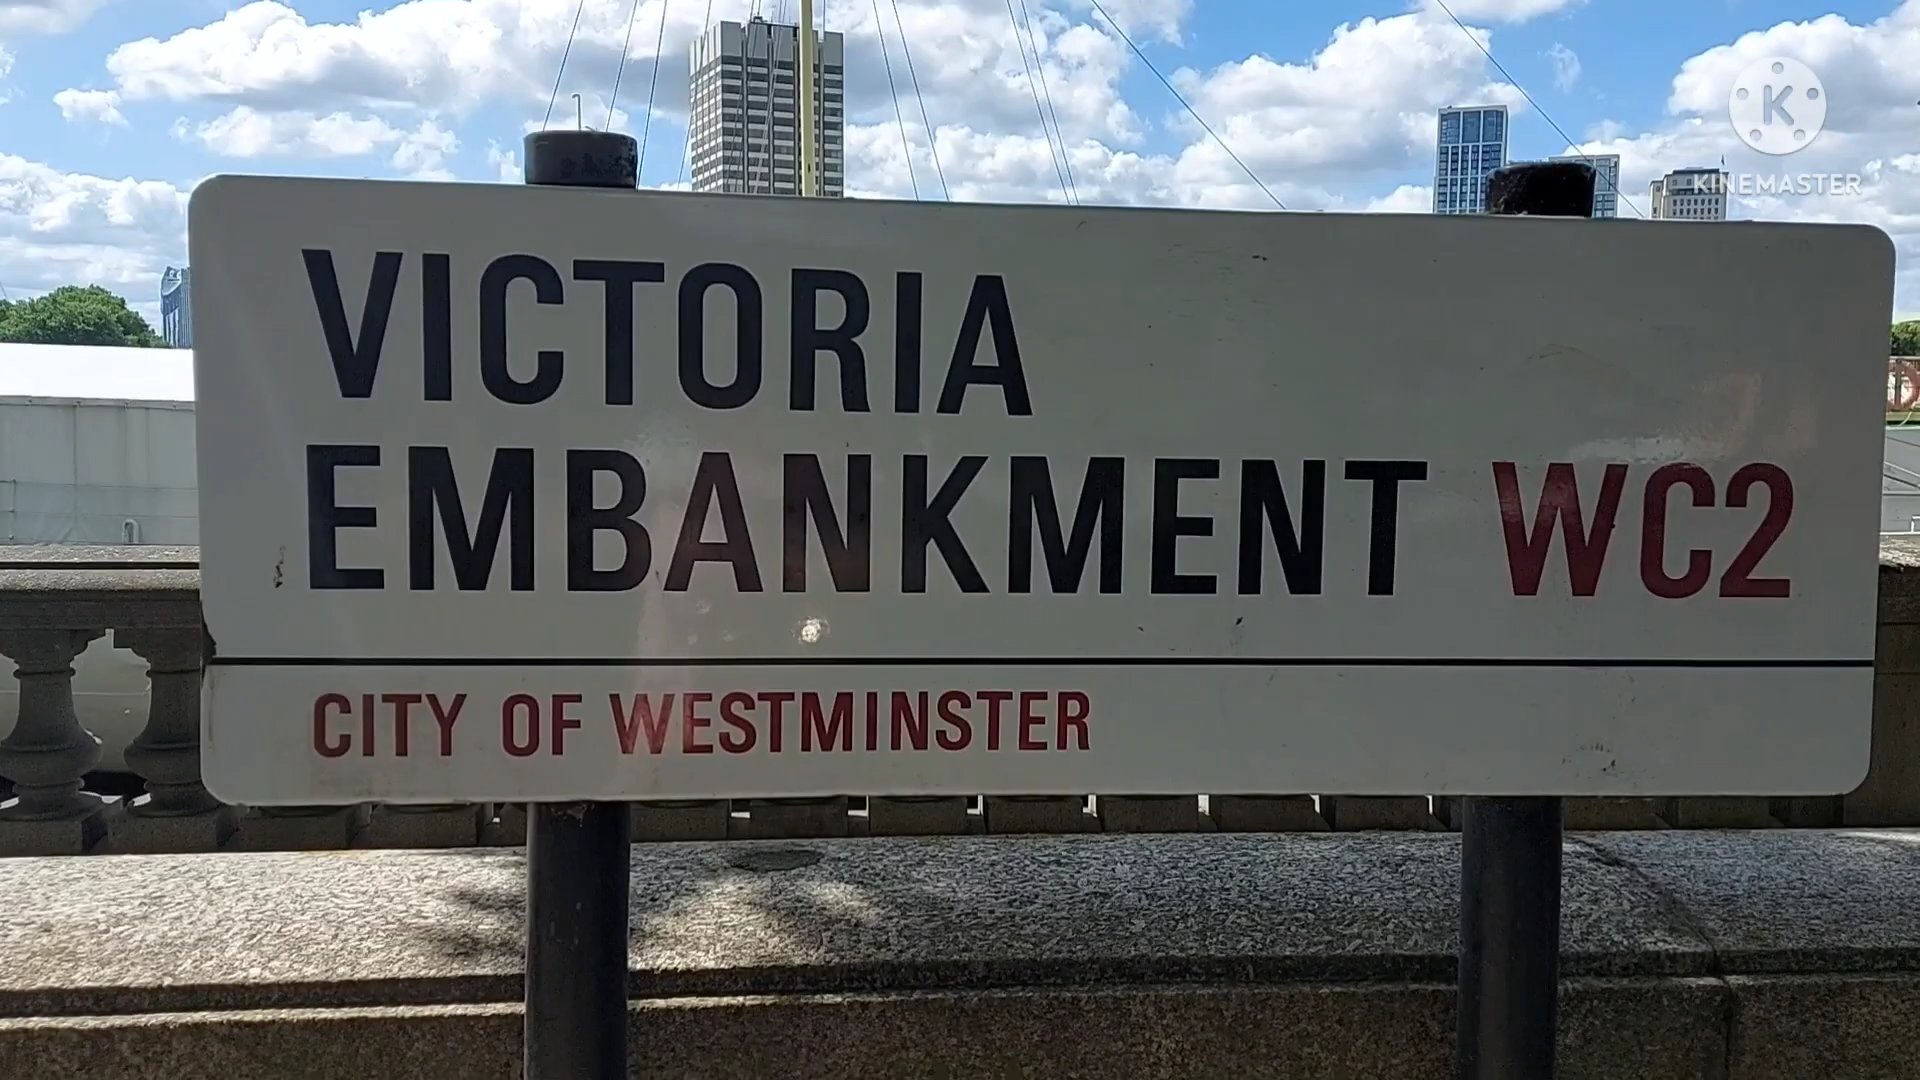 K
KINEMASTER
VICTORIA
EMBANKMENT WC2
CITY OF WESTMINSTER